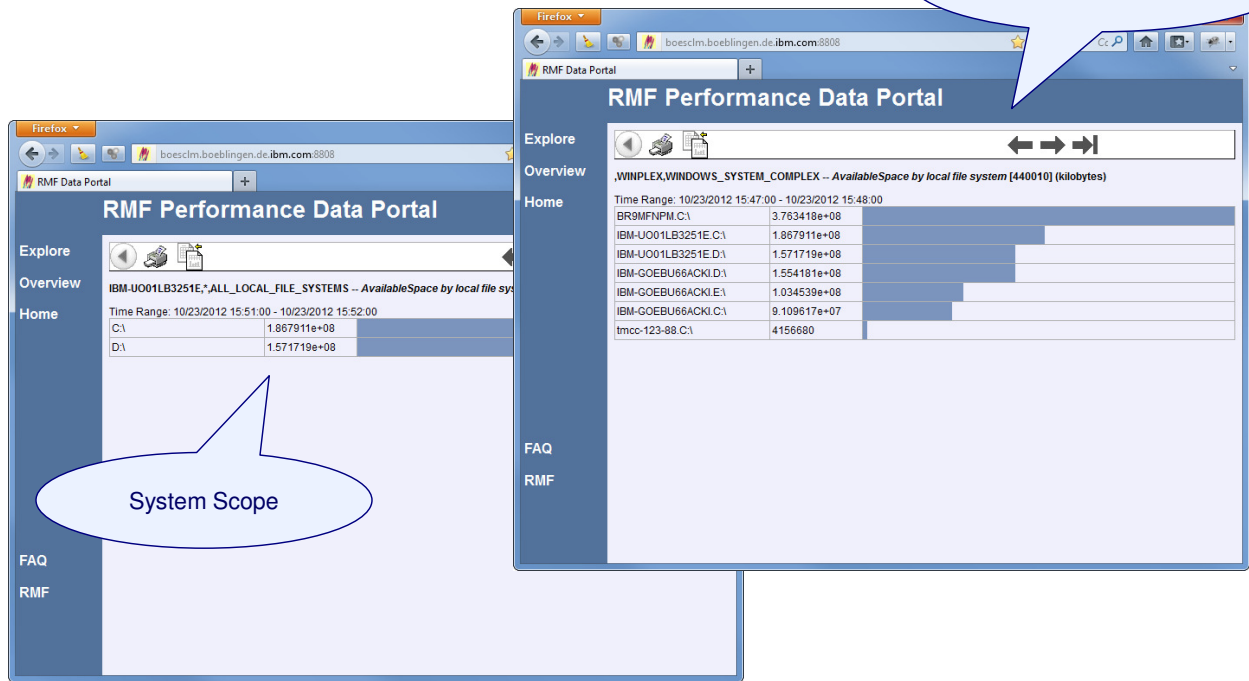 Firefox
boesclm.boeblingen.de.ibm.com:8808
RMF Data Portal
RMF Performance Data Portal
Explore
Overview
Home
IBM-UO01LB3251E,*,ALL_LOCAL_FILE_SYSTEMS -- AvailableSpace by local file sys
Time Range: 10/23/2012 15:51:00 - 10/23/2012 15:52:00
C:\ 1.867911e+08
D:\ 1.571719e+08
System Scope
FAQ
RMF
Firefox
boesclm.boeblingen.de.ibm.com:8808
RMF Data Portal
RMF Performance Data Portal
Explore
Overview
Home
,WINPLEX,WINDOWS_SYSTEM_COMPLEX -- AvailableSpace by local file system [440010] (kilobytes)
Time Range: 10/23/2012 15:47:00 - 10/23/2012 15:48:00
BR9MFNPM.C:\ 3.763418e+08
IBM-UO01LB3251E.C:\ 1.867911e+08
IBM-UO01LB3251E.D:\ 1.571719e+08
IBM-GOEBU66ACKI.D:\ 1.554181e+08
IBM-GOEBU66ACKI.E:\ 1.034539e+08
IBM-GOEBU66ACKI.C:\ 9.109617e+07
tmcc-123-88.C:\ 4156680
FAQ
RMF